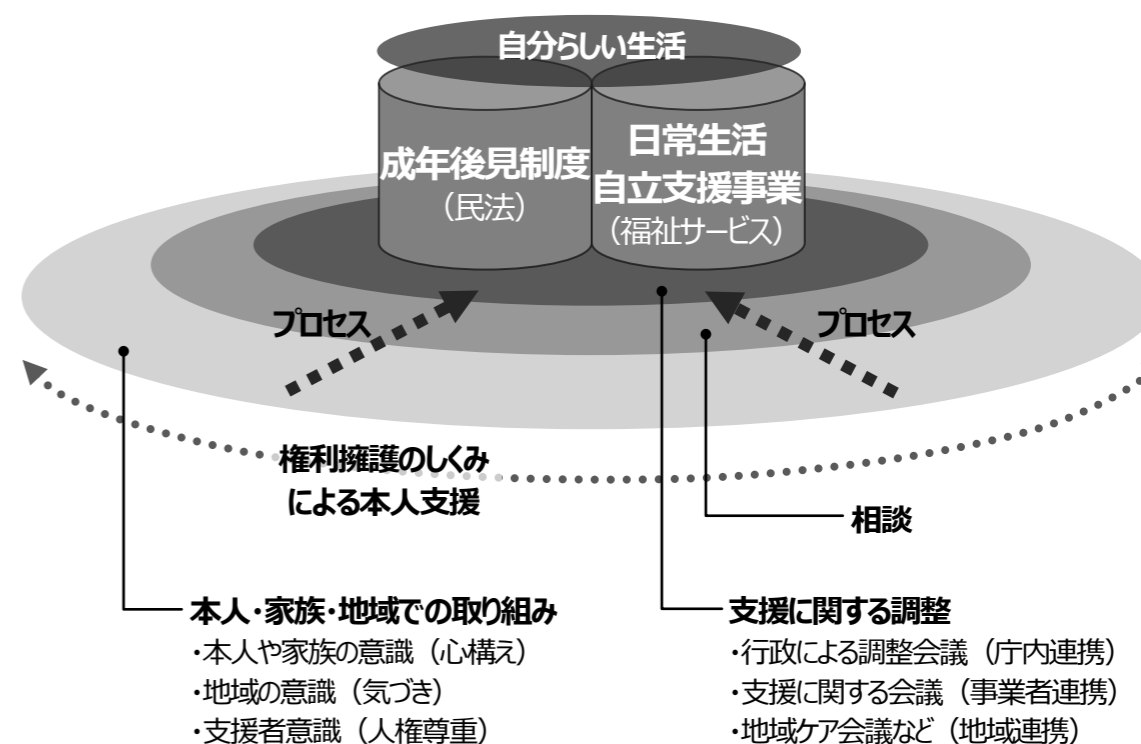 自分らしい生活
成年後見制度
（民法）
日常生活
自立支援事業
（福祉サービス）
プロセス
プロセス
権利擁護のしくみ
による本人支援
相談
本人・家族・地域での取り組み
・本人や家族の意識（心構え）
・地域の意識（気づき）
・支援者意識（人権尊重）
支援に関する調整
・行政による調整会議（庁内連携）
・支援に関する会議（事業者連携）
・地域ケア会議など（地域連携）